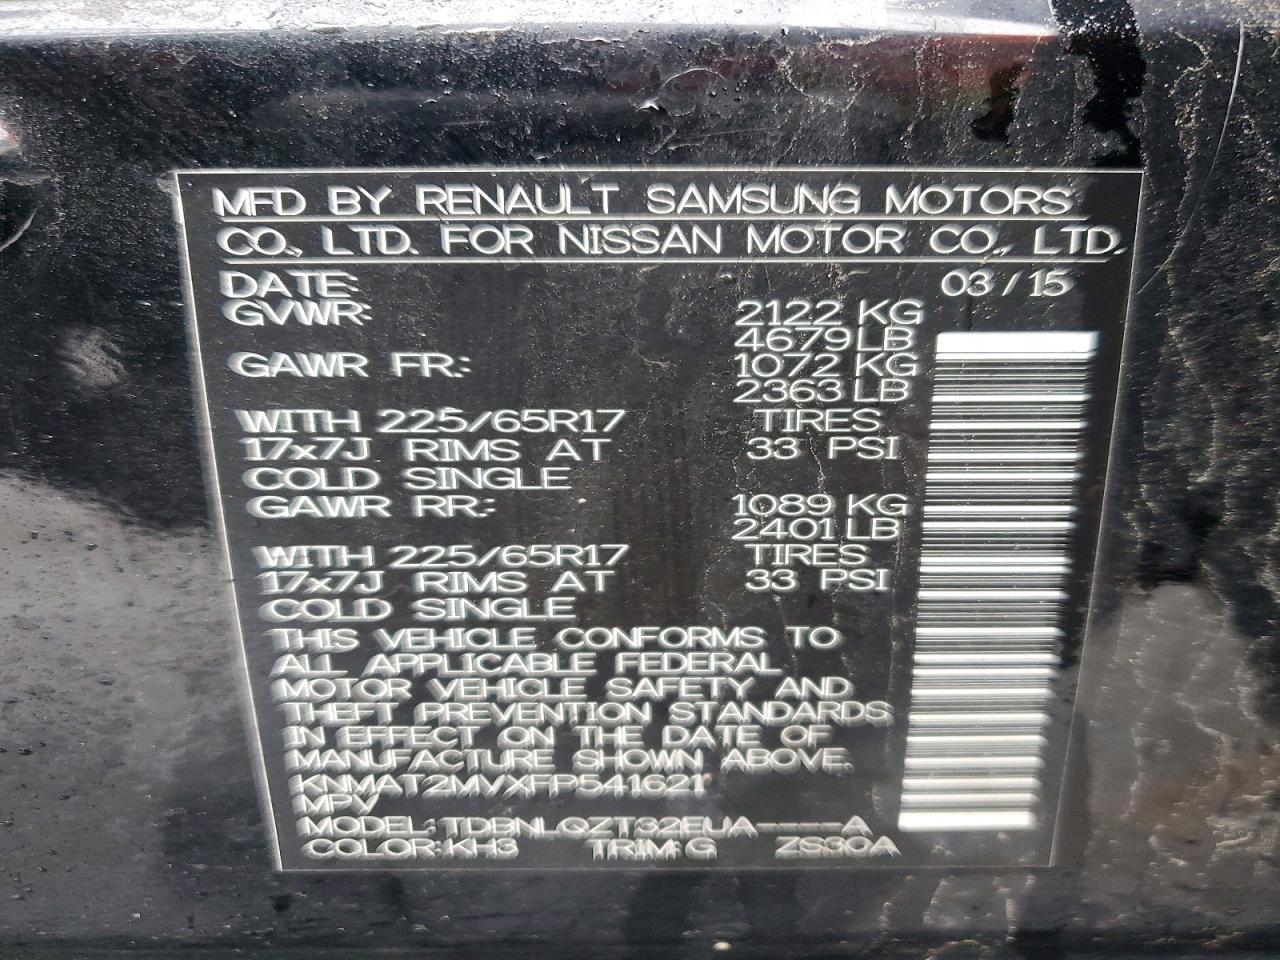 MFD BY RENAULT SAMSUNG MOTORS
CO., LTD. FOR NISSAN MOTOR CO., LTD.
DATE: 03/15
GVWR: 2122 KG
4679 LB
GAWR FR.: 1072 KG
2363 LB
WITH 225/65R17 TIRES
17x7J RIMS AT 33 PSI
COLD SINGLE
GAWR RR.: 1089 KG
2401 LB
WITH 225/65R17 TIRES
17x7J RIMS AT 33 PSI
COLD SINGLE
THIS VEHICLE CONFORMS TO
ALL APPLICABLE FEDERAL
MOTOR VEHICLE SAFETY AND
THEFT PREVENTION STANDARDS
IN EFFECT ON THE DATE OF
MANUFACTURE SHOWN ABOVE.
KNMAT2MVXFP541621
MPV
MODEL: TDBNLQZT32EUA----A
COLOR: KH3 TRIM: G ZS30A